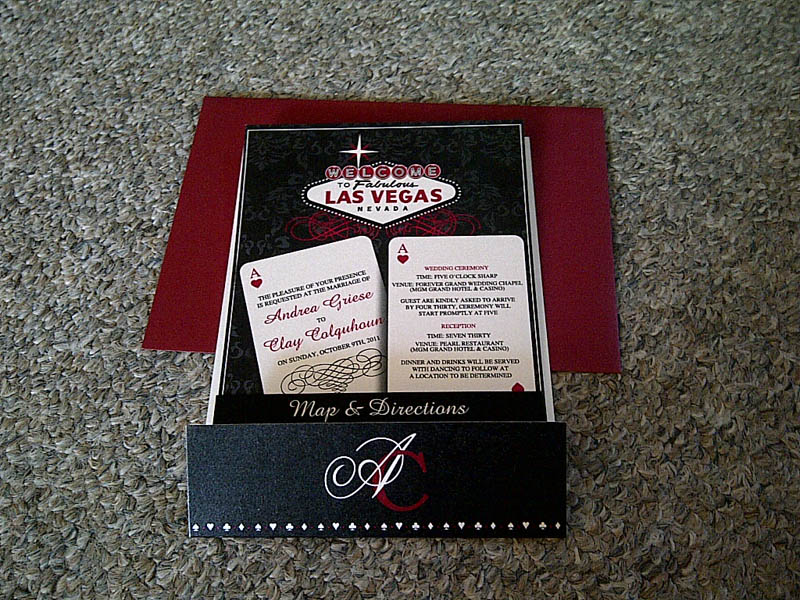 WELCOME
TO Fabulous
LAS VEGAS
NEVADA
A
THE PLEASURE OF YOUR PRESENCE
IS REQUESTED AT THE MARRIAGE OF
Andrea Griese
TO
Clay Colquhoun
ON SUNDAY, OCTOBER 9TH, 2011
A
WEDDING CEREMONY
TIME: FIVE O'CLOCK SHARP
VENUE: FOREVER GRAND WEDDING CHAPEL
(MGM GRAND HOTEL & CASINO)
GUEST ARE KINDLY ASKED TO ARRIVE
BY FOUR THIRTY, CEREMONY WILL
START PROMPTLY AT FIVE
RECEPTION
TIME: SEVEN THIRTY
VENUE: PEARL RESTAURANT
(MGM GRAND HOTEL & CASINO)
DINNER AND DRINKS WILL BE SERVED
WITH DANCING TO FOLLOW AT
A LOCATION TO BE DETERMINED
Map & Directions
AC